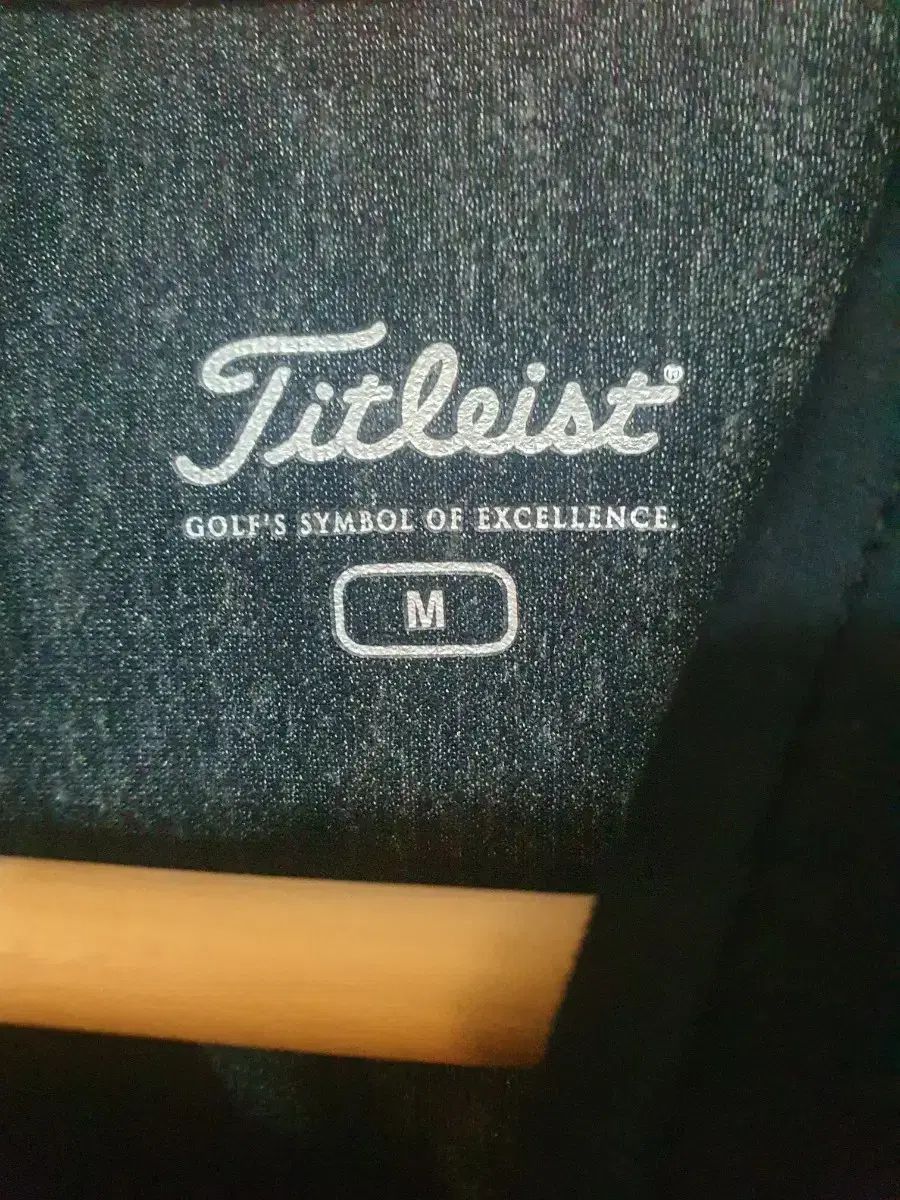 Titleist®
GOLF'S SYMBOL OF EXCELLENCE.
M